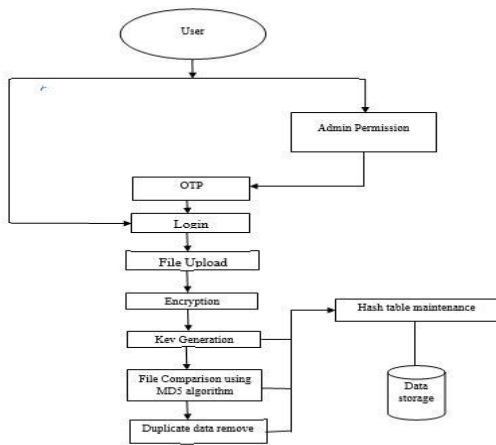 User
Admin Permission
OTP
Login
File Upload
Encryption
Hash table maintenance
Kev Generation
File Comparison using
MD5 algorithm
Data
storage
Duplicate data remove